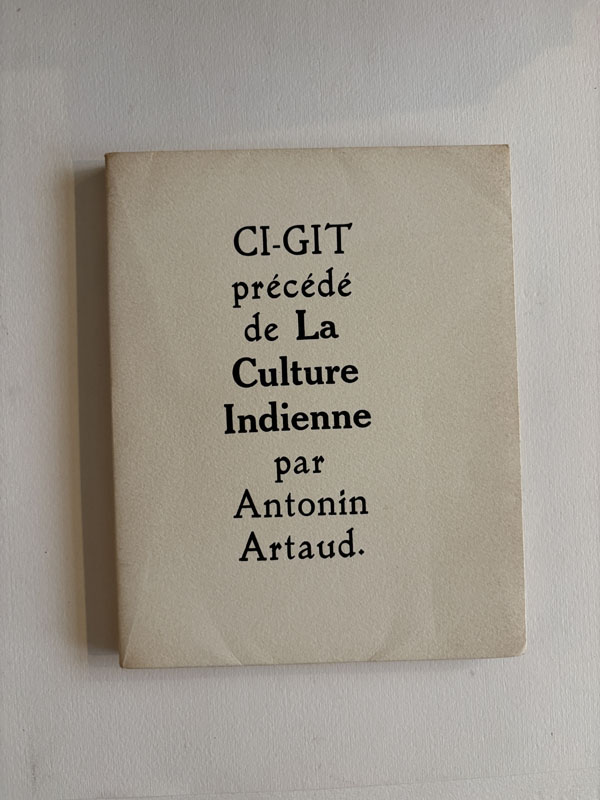 CI-GIT
précédé
de La
Culture
Indienne
par
Antonin
Artaud.